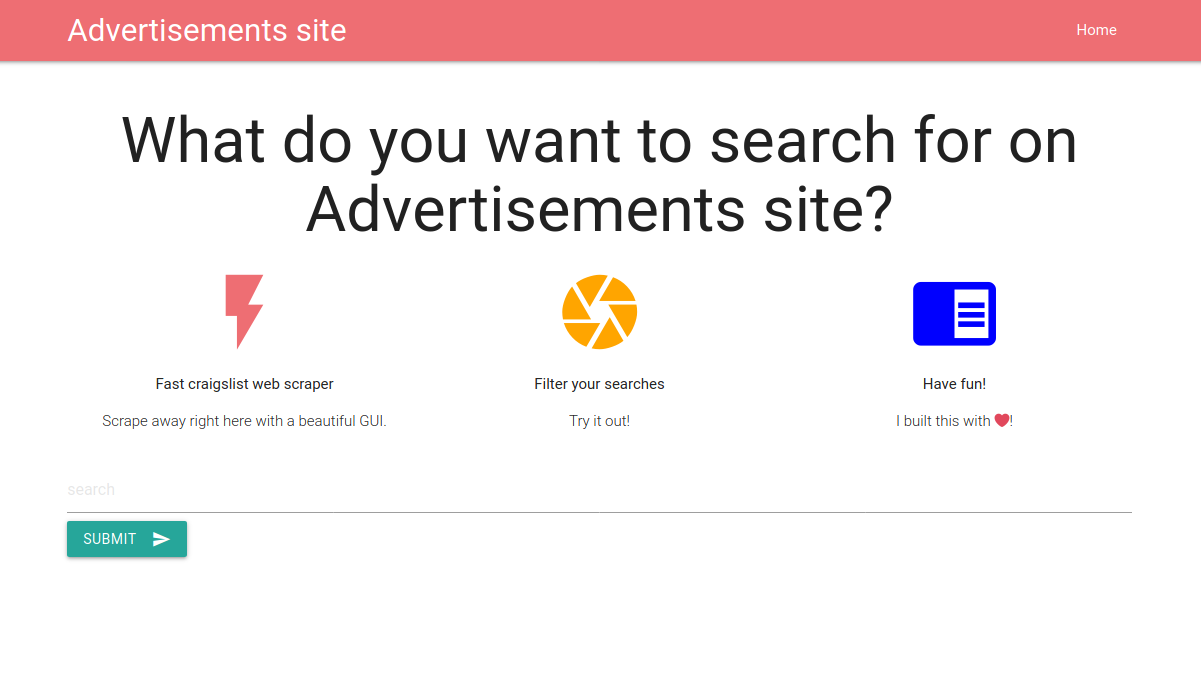 Advertisements site
Home
What do you want to search for on
Advertisements site?
Fast craigslist web scraper
Scrape away right here with a beautiful GUI.
Filter your searches
Try it out!
Have fun!
I built this with ❤!
search
SUBMIT